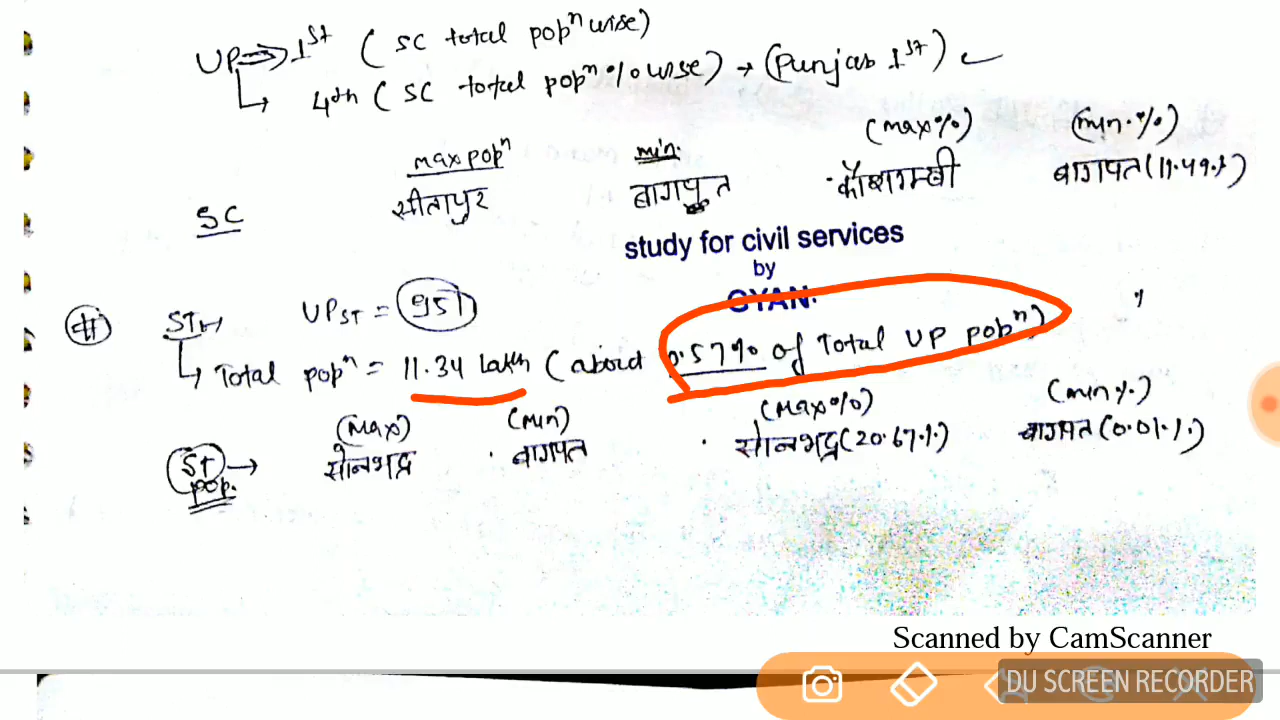 UP ⇒ 1st ( SC total popn wise)
↳ 4th ( SC total popn % wise) → (Punjab 1st)
max popn min. (max%) (min.%)
SC सीतापुर बागपत कौशाम्बी बागपत (11.49%)
study for civil services
by
GYAN
ST UPST = 951
↳ Total popn = 11.34 lakh (about 0.57% of Total UP popn)
(Max) (Min) (Max%) (min%)
ST pop. → सोनभद्र बागपत सोनभद्र (20.67%) बागपत (0.01%)
Scanned by CamScanner
DU SCREEN RECORDER